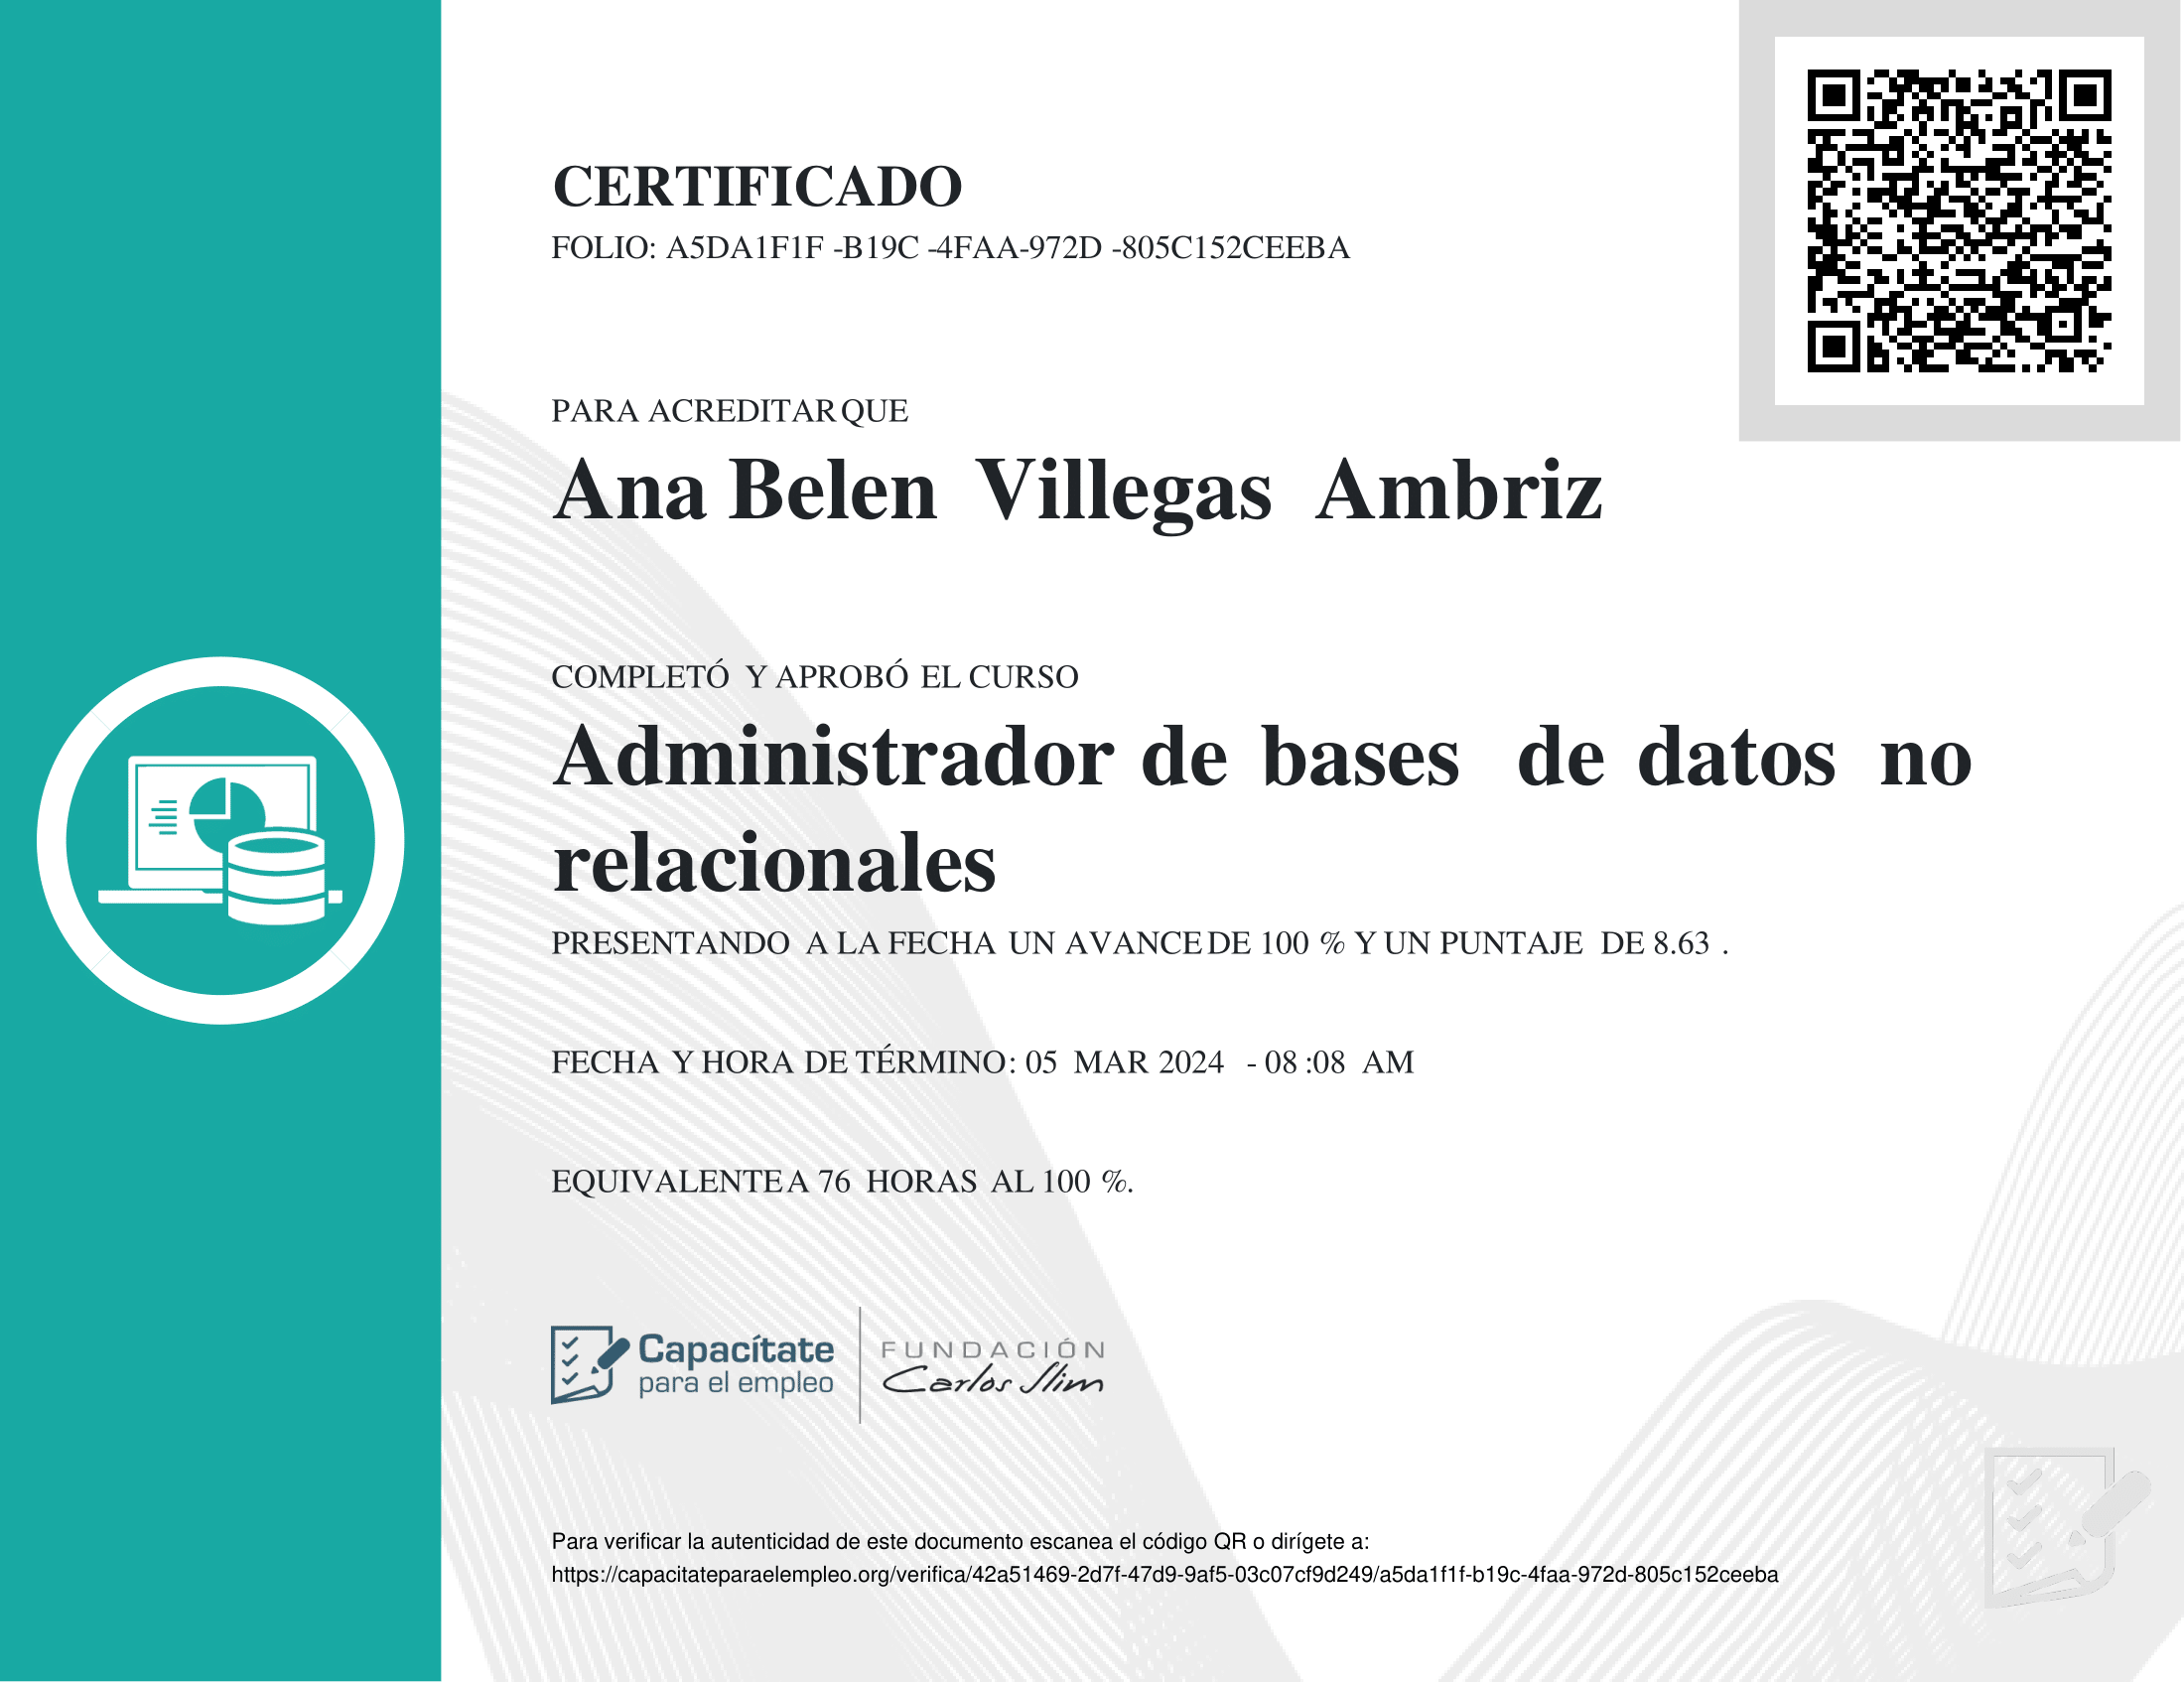 CERTIFICADO
FOLIO: A5DA1F1F -B19C -4FAA-972D -805C152CEEBA
PARA ACREDITAR QUE
Ana Belen Villegas Ambriz
COMPLETÓ Y APROBÓ EL CURSO
Administrador de bases de datos no
relacionales
PRESENTANDO A LA FECHA UN AVANCE DE 100 % Y UN PUNTAJE DE 8.63 .
FECHA Y HORA DE TÉRMINO: 05 MAR 2024 - 08 :08 AM
EQUIVALENTE A 76 HORAS AL 100 %.
Capacítate
para el empleo
FUNDACIÓN
Carlos Slim
Para verificar la autenticidad de este documento escanea el código QR o dirígete a:
https://capacitateparaelempleo.org/verifica/42a51469-2d7f-47d9-9af5-03c07cf9d249/a5da1f1f-b19c-4faa-972d-805c152ceeba